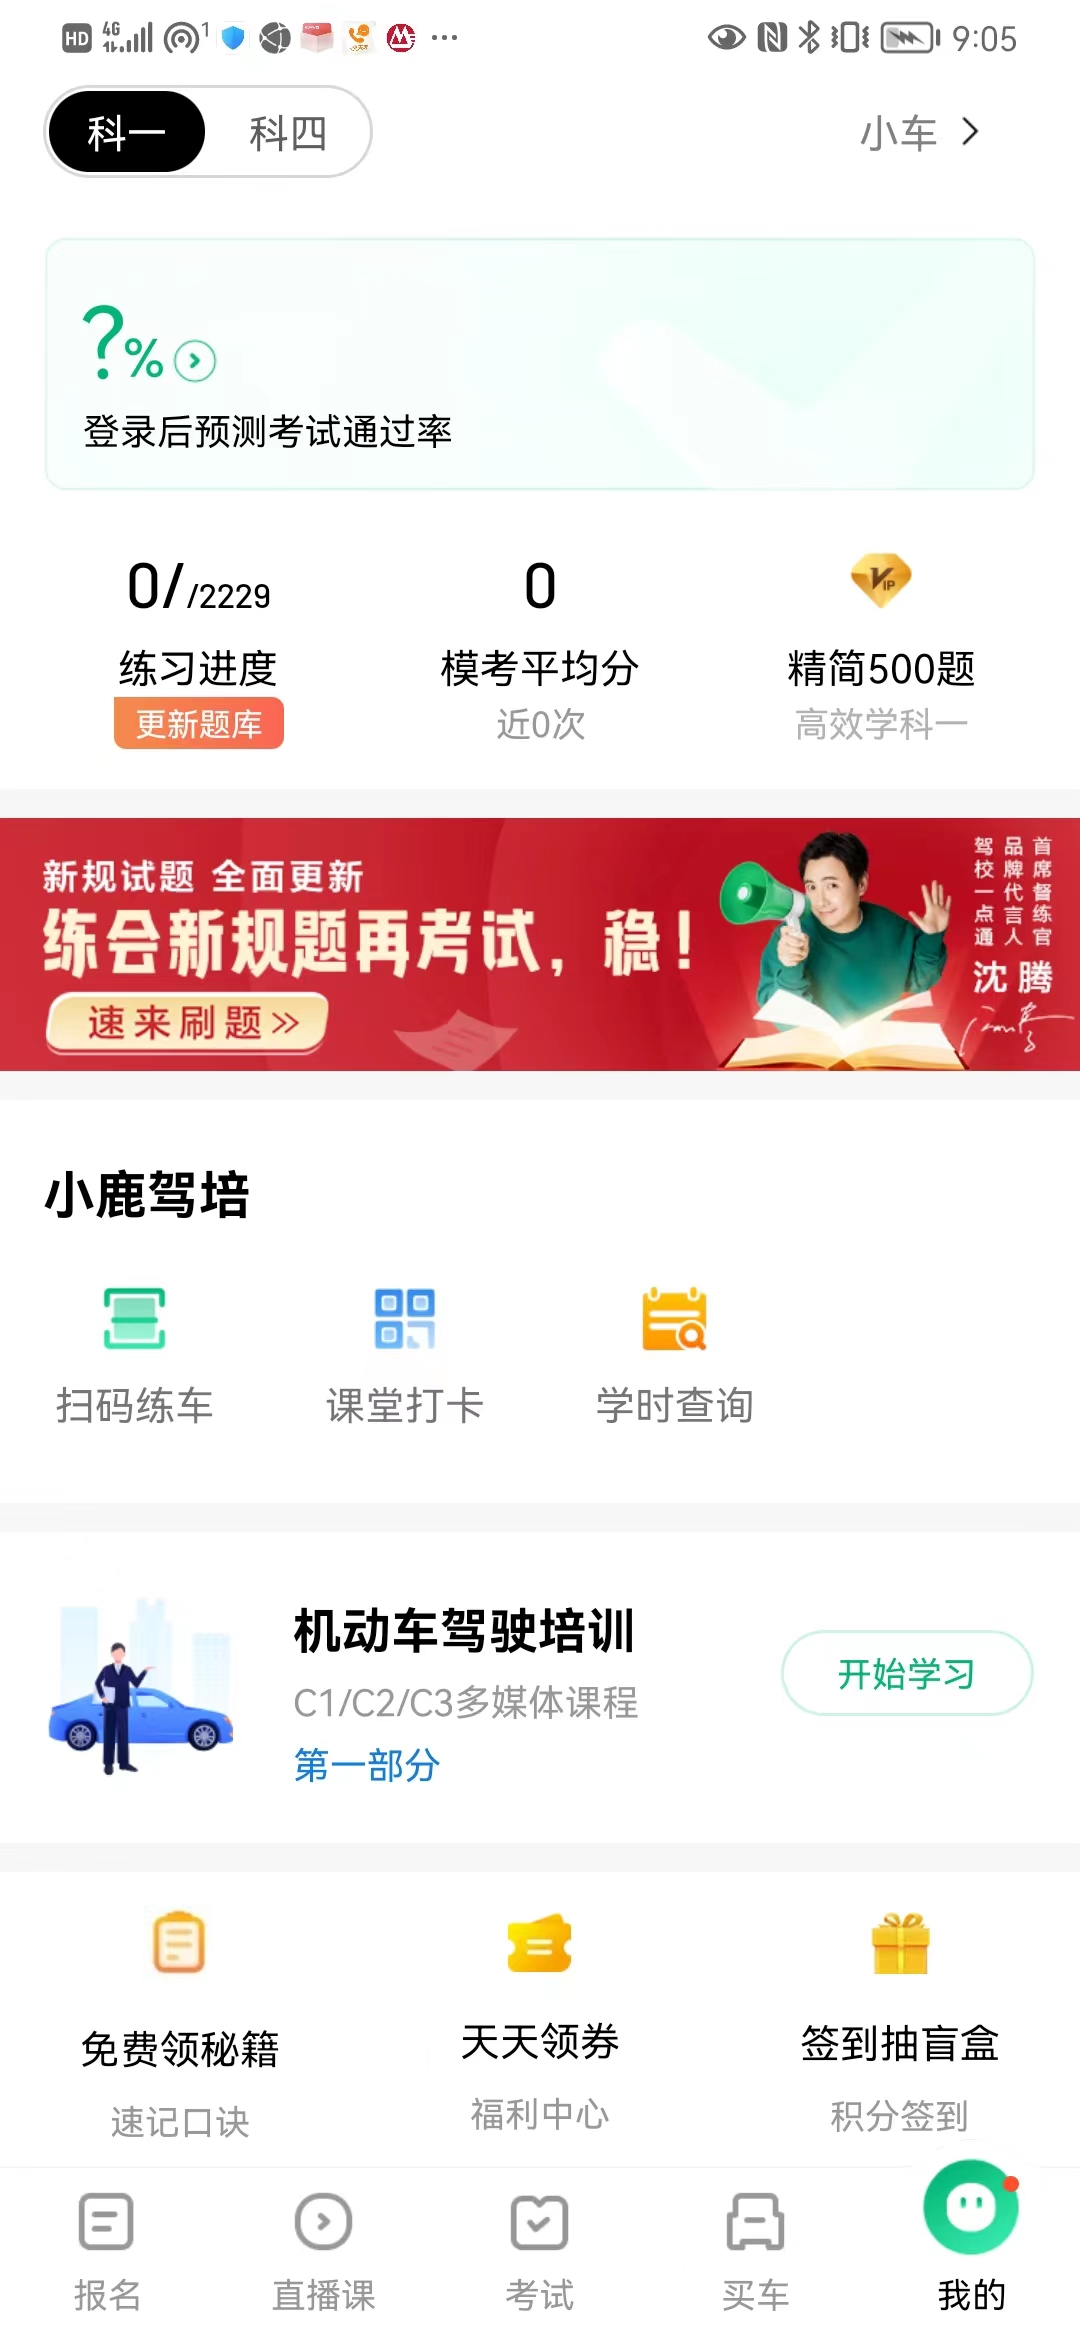 HD 4G 1 ··· 9:05
科一 科四 小车
?%
登录后预测考试通过率
0//2229 0 VIP
练习进度 模考平均分 精简500题
更新题库 近0次 高效学科一
新规试题 全面更新
练会新规题再考试，稳！
速来刷题>>
首席督练官
品牌代言人
驾校一点通
沈腾
小鹿驾培
扫码练车 课堂打卡 学时查询
机动车驾驶培训
C1/C2/C3多媒体课程
第一部分
开始学习
免费领秘籍 天天领券 签到抽盲盒
速记口诀 福利中心 积分签到
报名 直播课 考试 买车 我的